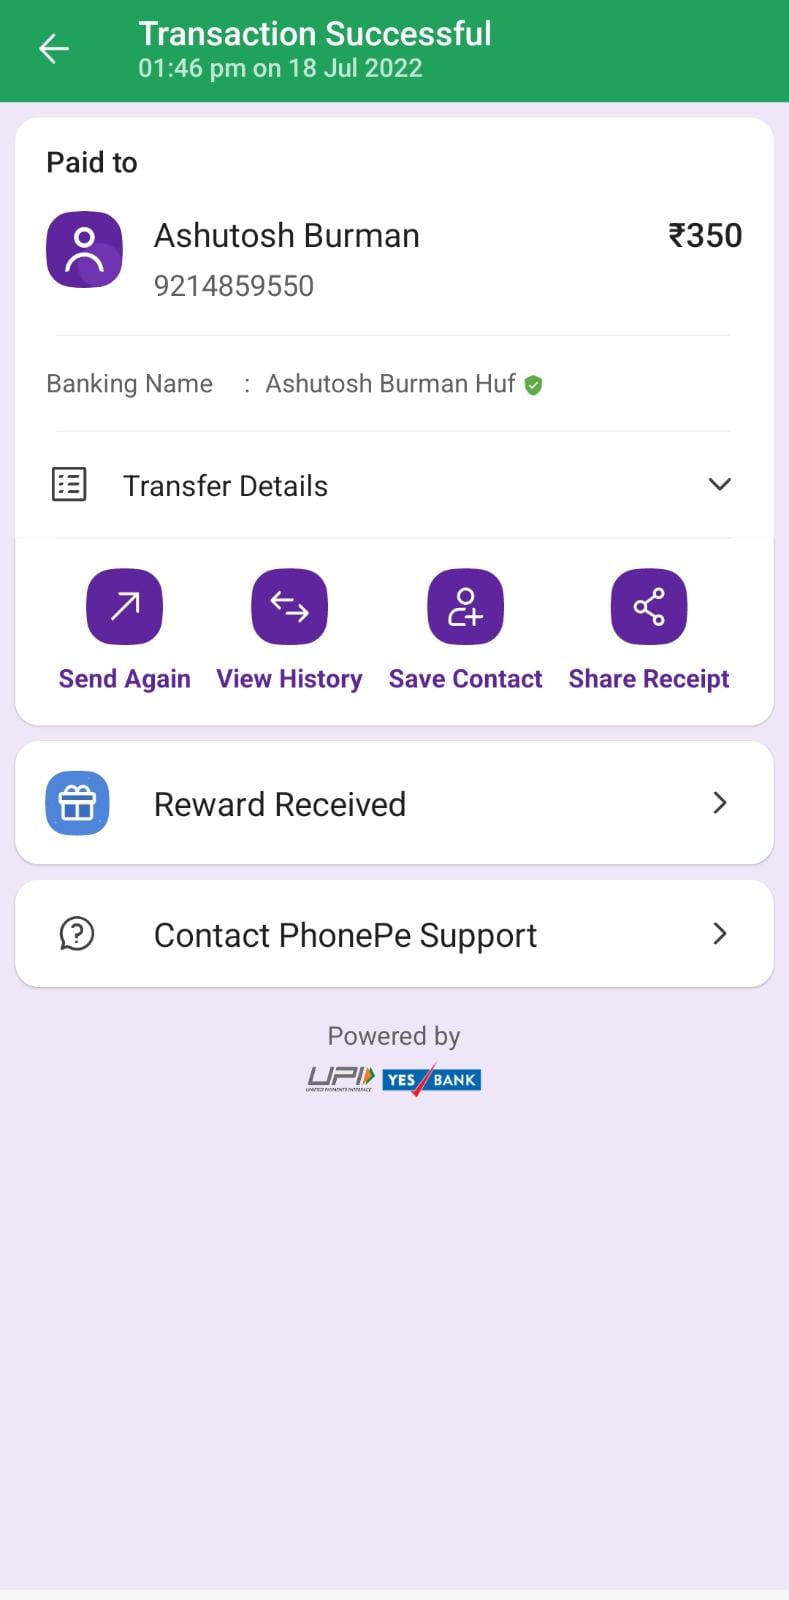 Transaction Successful
01:46 pm on 18 Jul 2022
Paid to
Ashutosh Burman ₹350
9214859550
Banking Name : Ashutosh Burman Huf
Transfer Details
Send Again View History Save Contact Share Receipt
Reward Received
Contact PhonePe Support
Powered by
UPI YES BANK
UNIFIED PAYMENTS INTERFACE